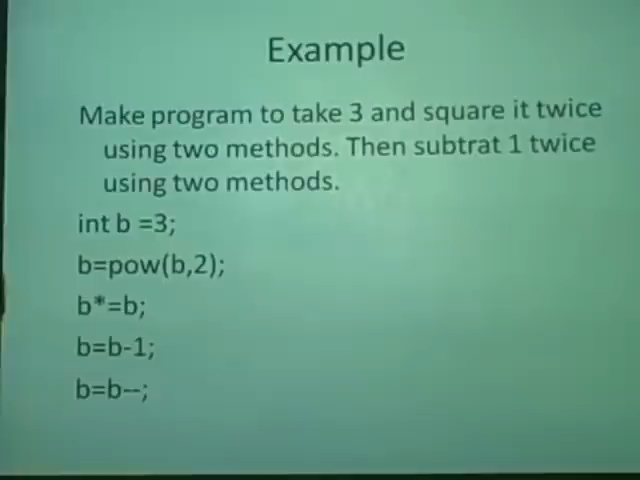 Example
Make program to take 3 and square it twice
using two methods. Then subtrat 1 twice
using two methods.
int b =3;
b=pow(b,2);
b*=b;
b=b-1;
b=b--;